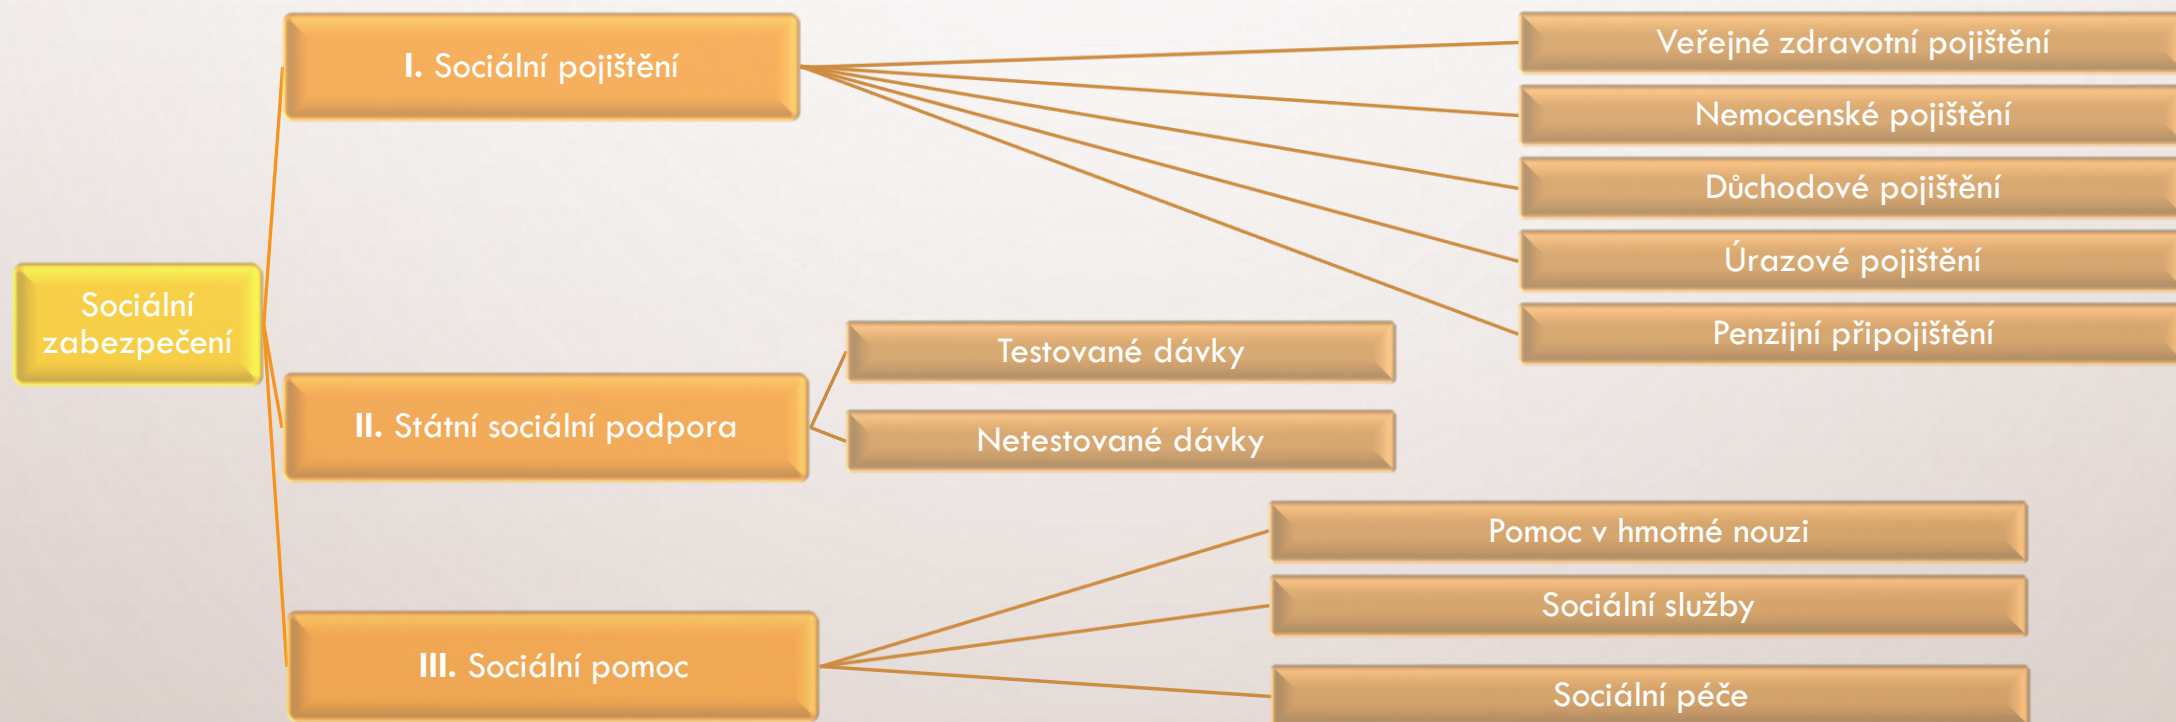 Sociální
zabezpečení
I. Sociální pojištění
Veřejné zdravotní pojištění
Nemocenské pojištění
Důchodové pojištění
Úrazové pojištění
Penzijní připojištění
II. Státní sociální podpora
Testované dávky
Netestované dávky
III. Sociální pomoc
Pomoc v hmotné nouzi
Sociální služby
Sociální péče